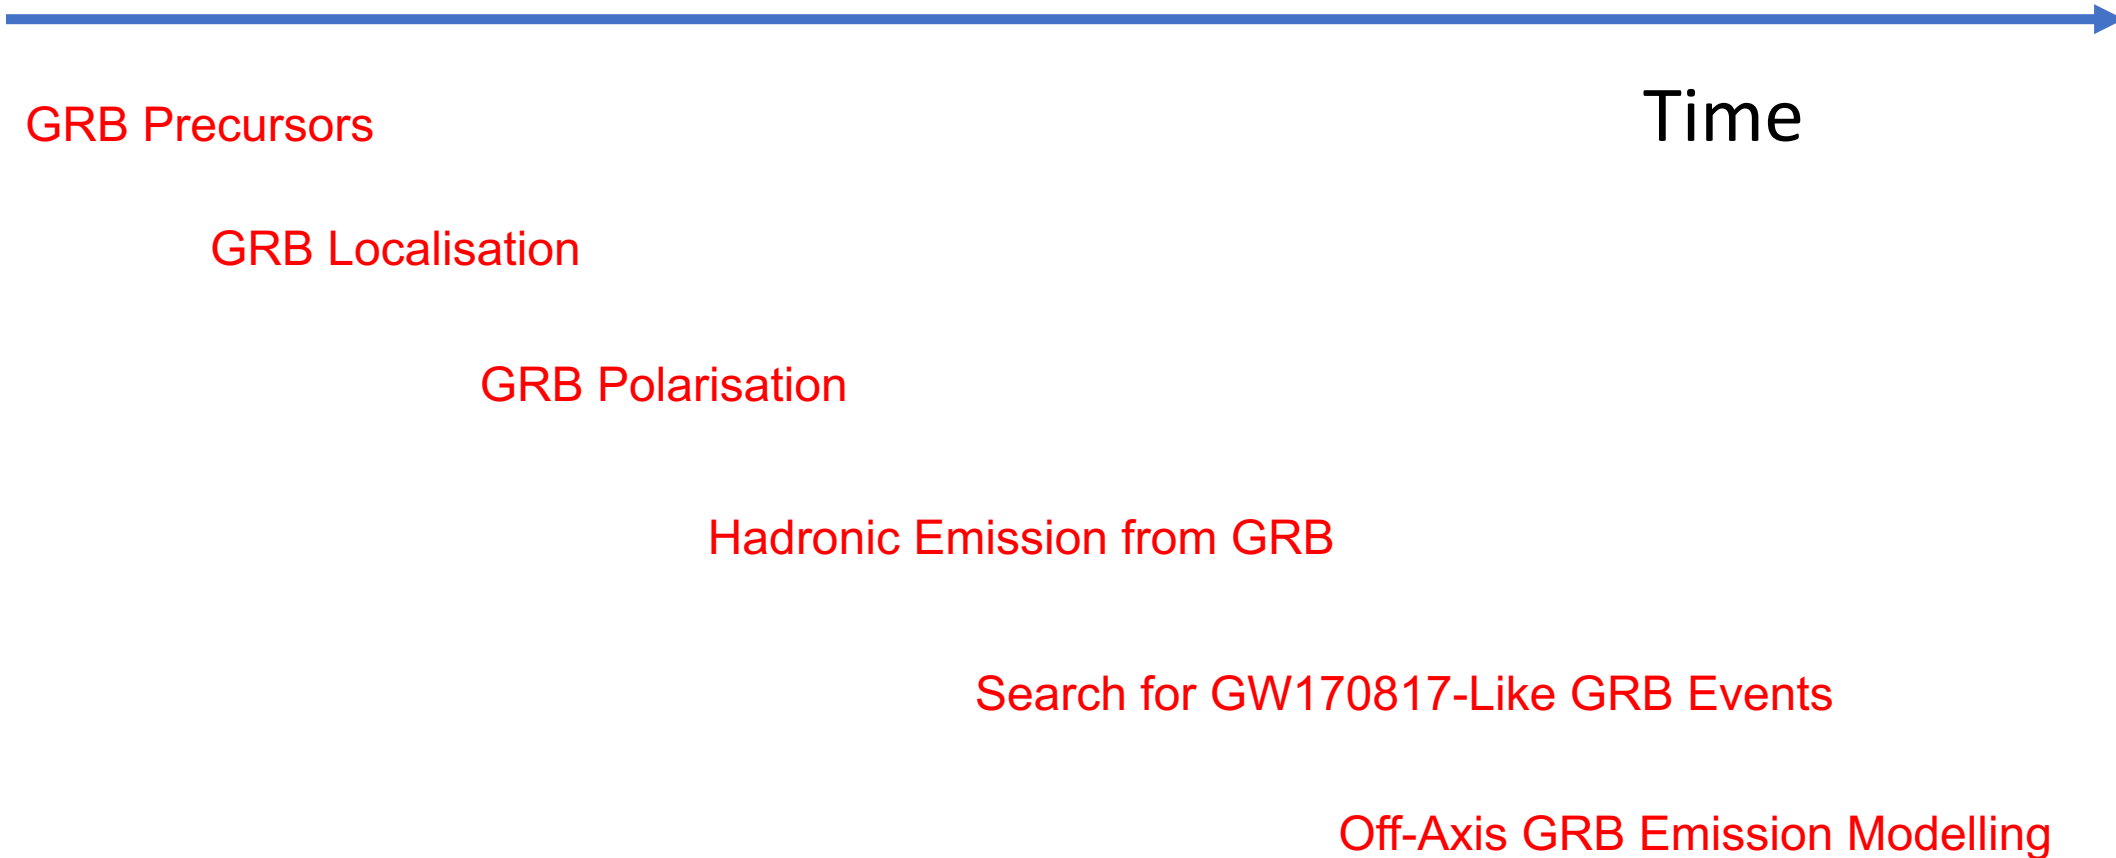 GRB Precursors
Time
GRB Localisation
GRB Polarisation
Hadronic Emission from GRB
Search for GW170817-Like GRB Events
Off-Axis GRB Emission Modelling